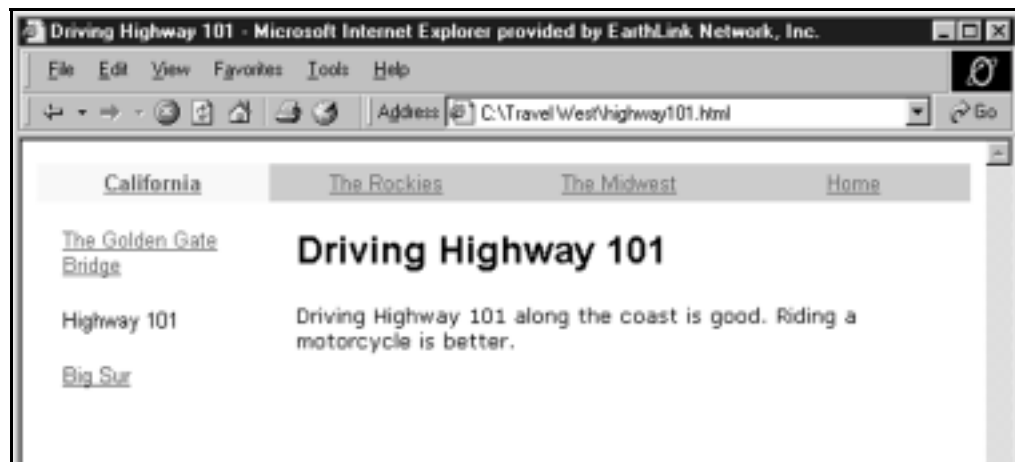 Driving Highway 101 - Microsoft Internet Explorer provided by EarthLink Network, Inc.
File Edit View Favorites Tools Help
Address C:\Travel West\highway101.html Go
California The Rockies The Midwest Home
The Golden Gate
Bridge
Highway 101
Big Sur
Driving Highway 101
Driving Highway 101 along the coast is good. Riding a
motorcycle is better.